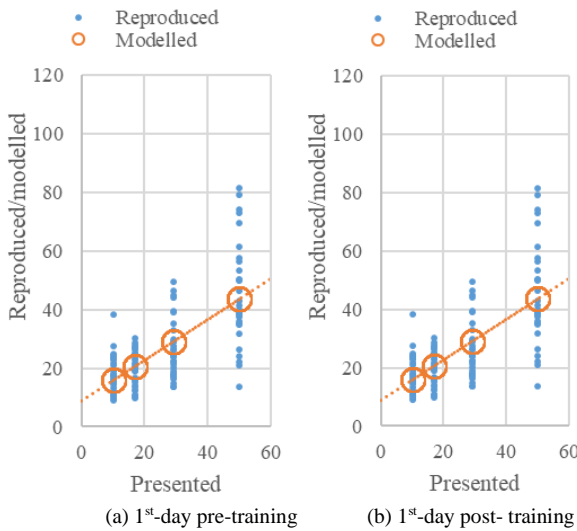 Reproduced
Modelled
Reproduced
Modelled
120
100
80
60
40
20
0
Reproduced/modelled
0 20 40 60
Presented
120
100
80
60
40
20
0
Reproduced/modelled
0 20 40 60
Presented
(a) 1st-day pre-training
(b) 1st-day post- training